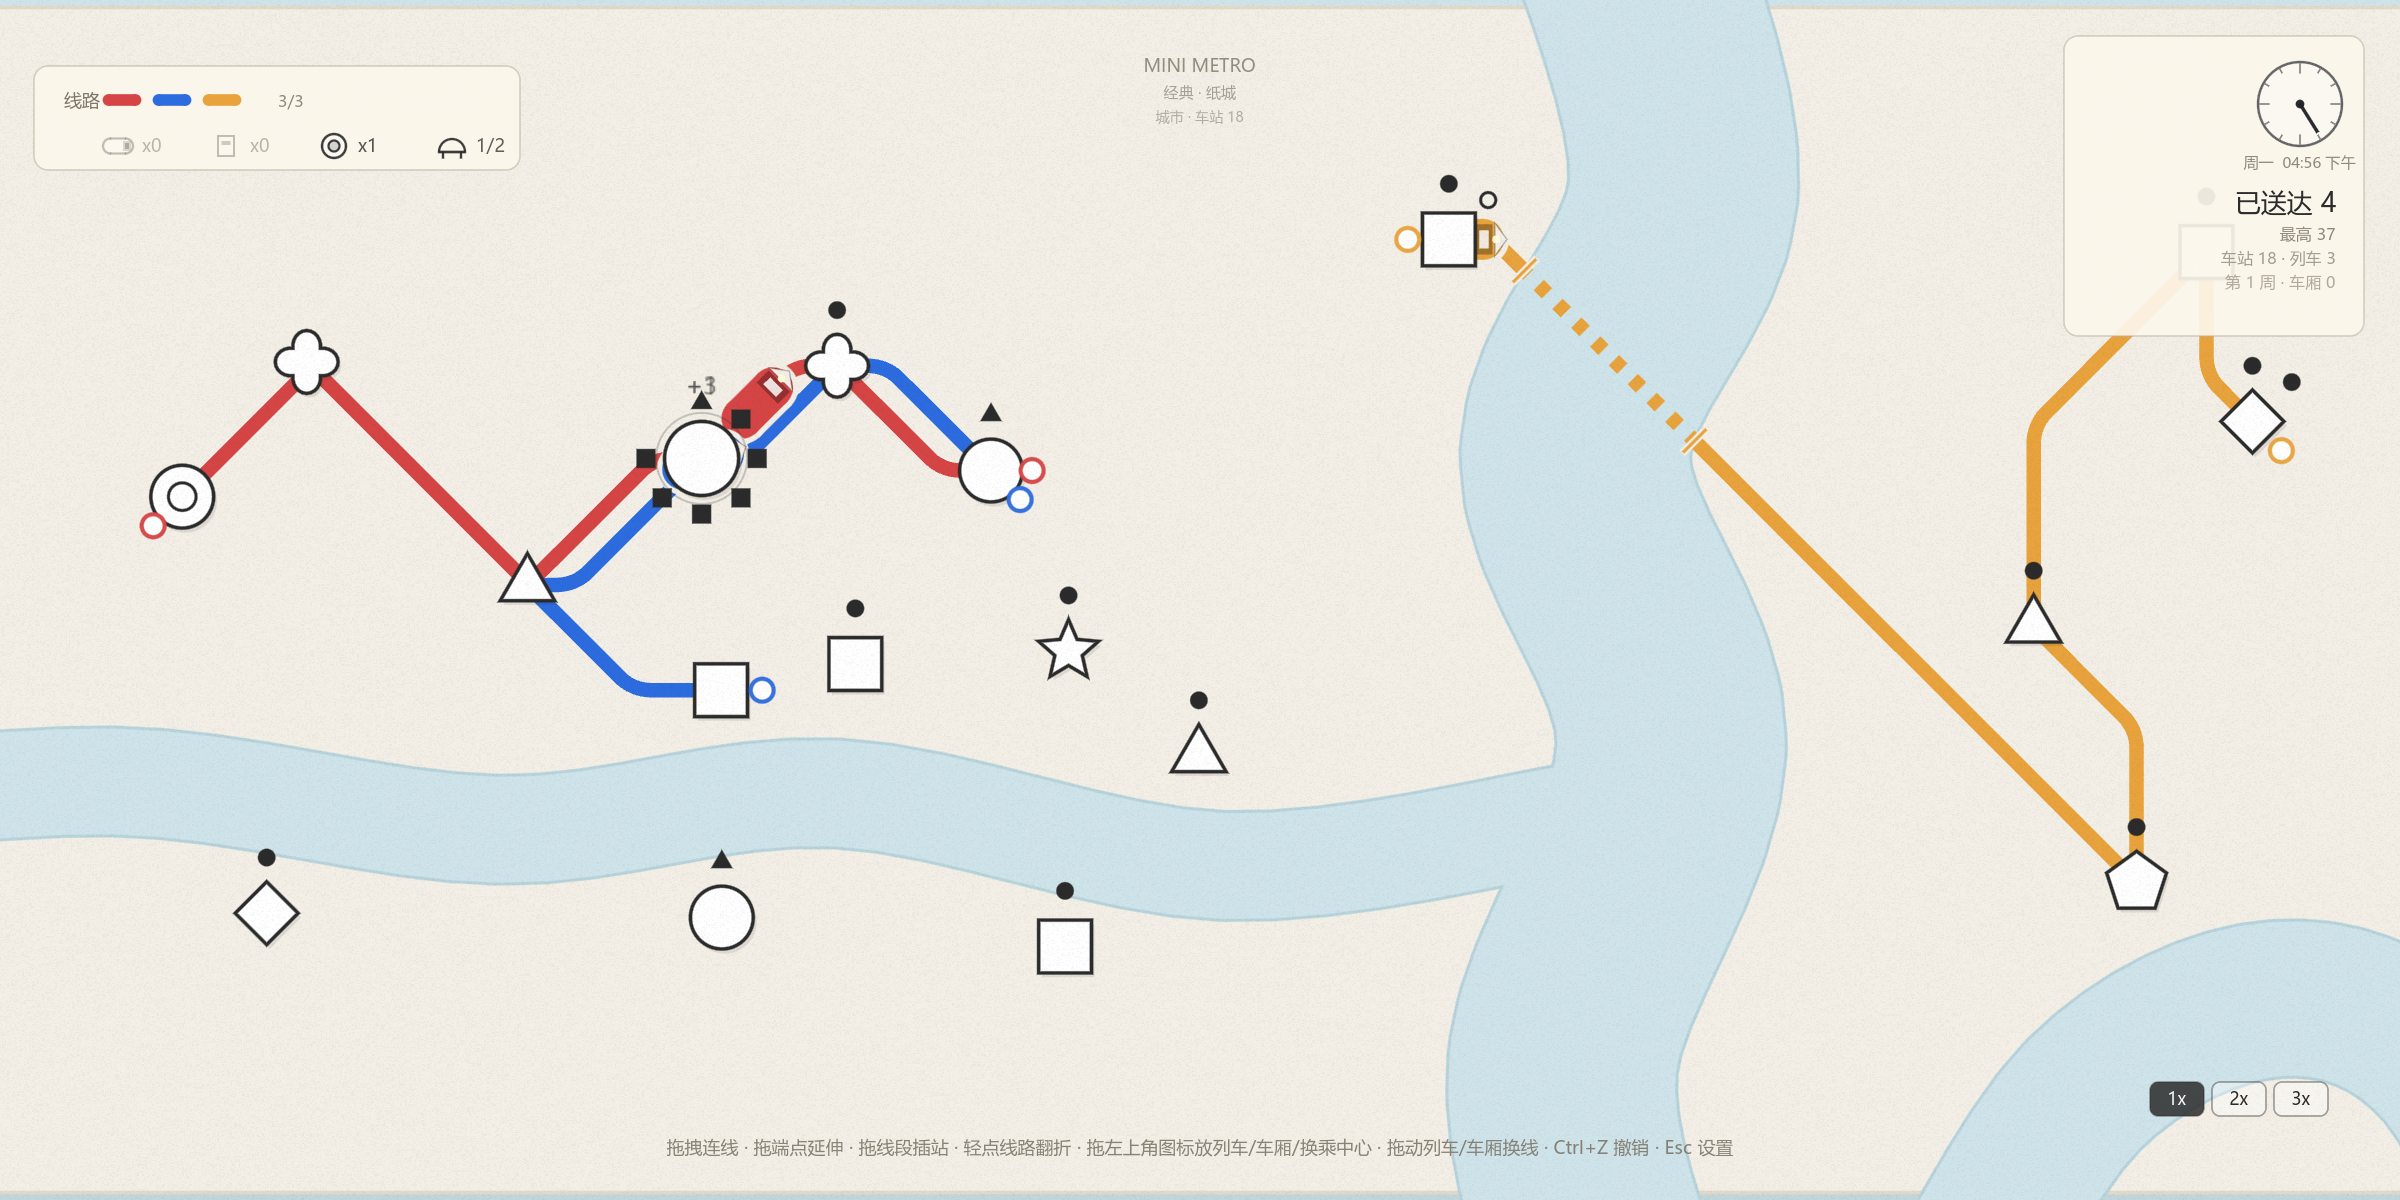 线路 3/3
x0 x0 x1 1/2
MINI METRO
经典 · 纸城
城市 · 车站 18
周一 04:56 下午
已送达 4
最高 37
车站 18 · 列车 3
第 1 周 · 车厢 0
+3
1x 2x 3x
拖拽连线 · 拖端点延伸 · 拖线段插站 · 轻点线路翻折 · 拖左上角图标放列车/车厢/换乘中心 · 拖动列车/车厢换线 · Ctrl+Z 撤销 · Esc 设置